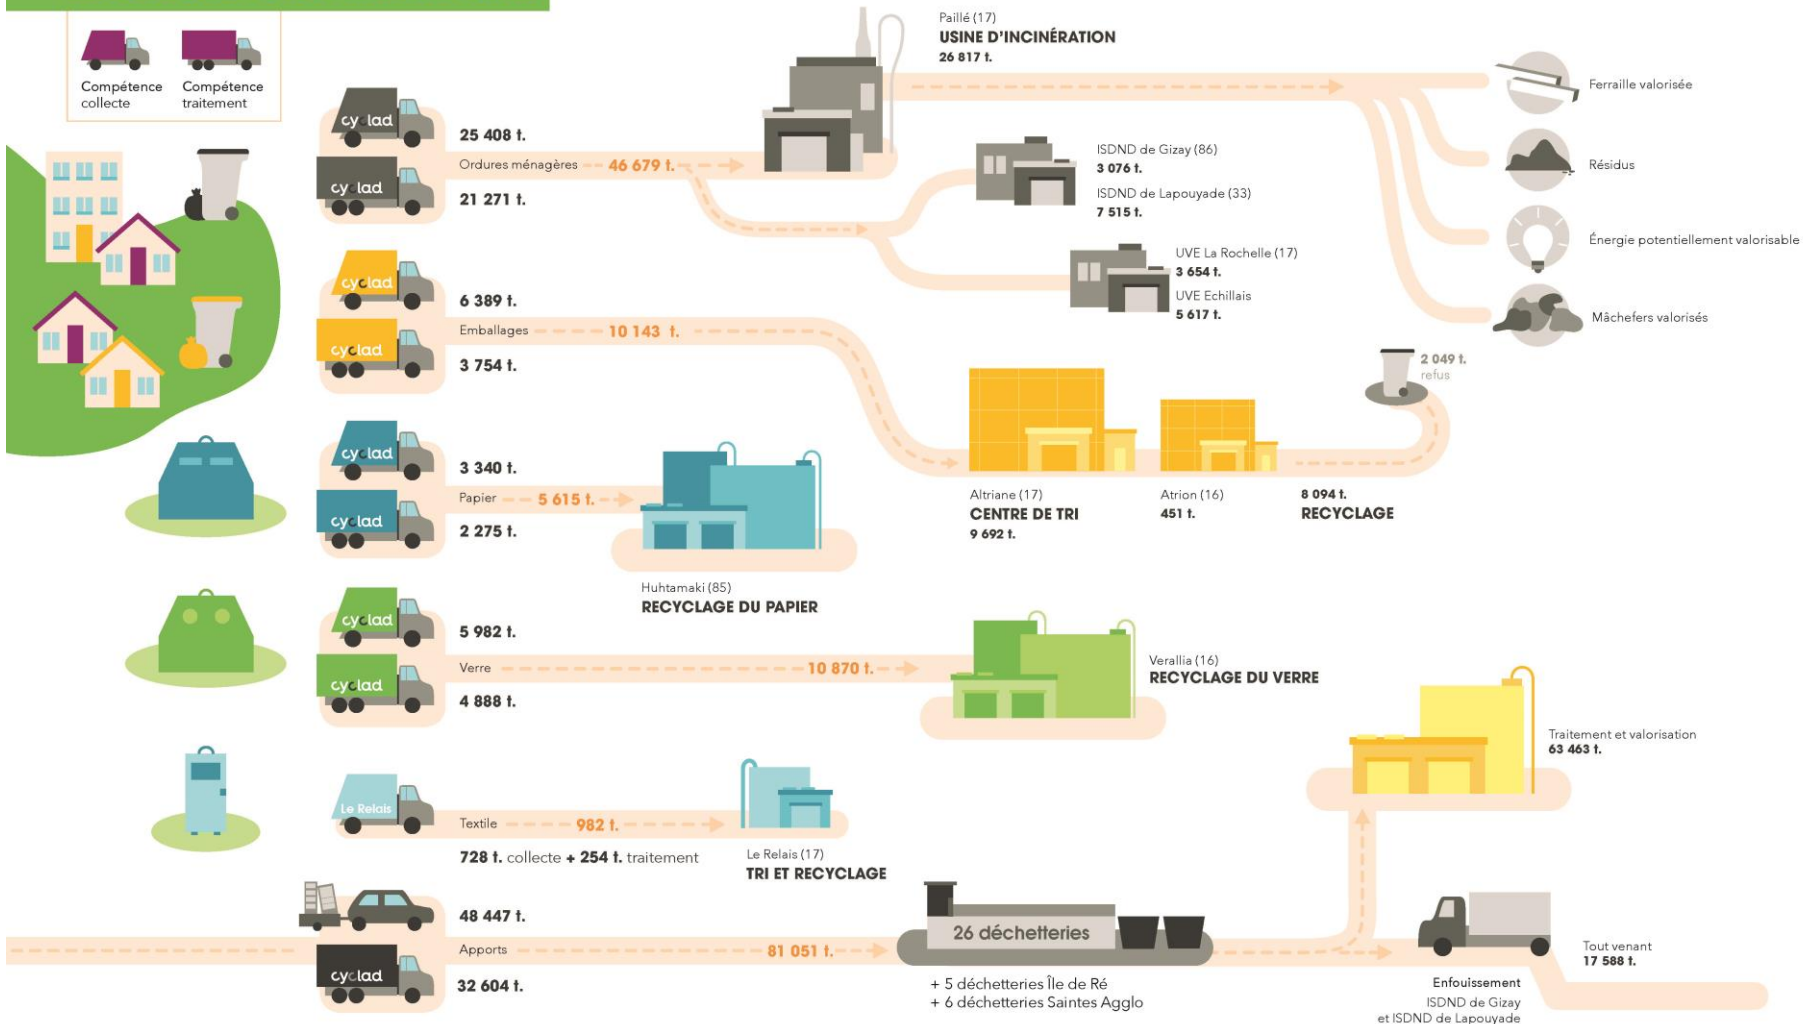 Compétence
collecte
Compétence
traitement
cyclad
25 408 t.
Ordures ménagères
46 679 t.
cyclad
21 271 t.
Paillé (17)
USINE D'INCINÉRATION
26 817 t.
ISDND de Gizay (86)
3 076 t.
ISDND de Lapouyade (33)
7 515 t.
UVE La Rochelle (17)
3 654 t.
UVE Echillais
5 617 t.
Ferraille valorisée
Résidus
Énergie potentiellement valorisable
Mâchefers valorisés
cyclad
6 389 t.
Emballages
10 143 t.
cyclad
3 754 t.
2 049 t.
refus
Altriane (17)
CENTRE DE TRI
9 692 t.
Atrion (16)
451 t.
8 094 t.
RECYCLAGE
cyclad
3 340 t.
Papier
5 615 t.
cyclad
2 275 t.
Huhtamaki (85)
RECYCLAGE DU PAPIER
cyclad
5 982 t.
Verre
10 870 t.
cyclad
4 888 t.
Verallia (16)
RECYCLAGE DU VERRE
Le Relais
Textile
982 t.
728 t. collecte + 254 t. traitement
Le Relais (17)
TRI ET RECYCLAGE
48 447 t.
Apports
81 051 t.
cyclad
32 604 t.
26 déchetteries
+ 5 déchetteries Île de Ré
+ 6 déchetteries Saintes Agglo
Traitement et valorisation
63 463 t.
Tout venant
17 588 t.
Enfouissement
ISDND de Gizay
et ISDND de Lapouyade